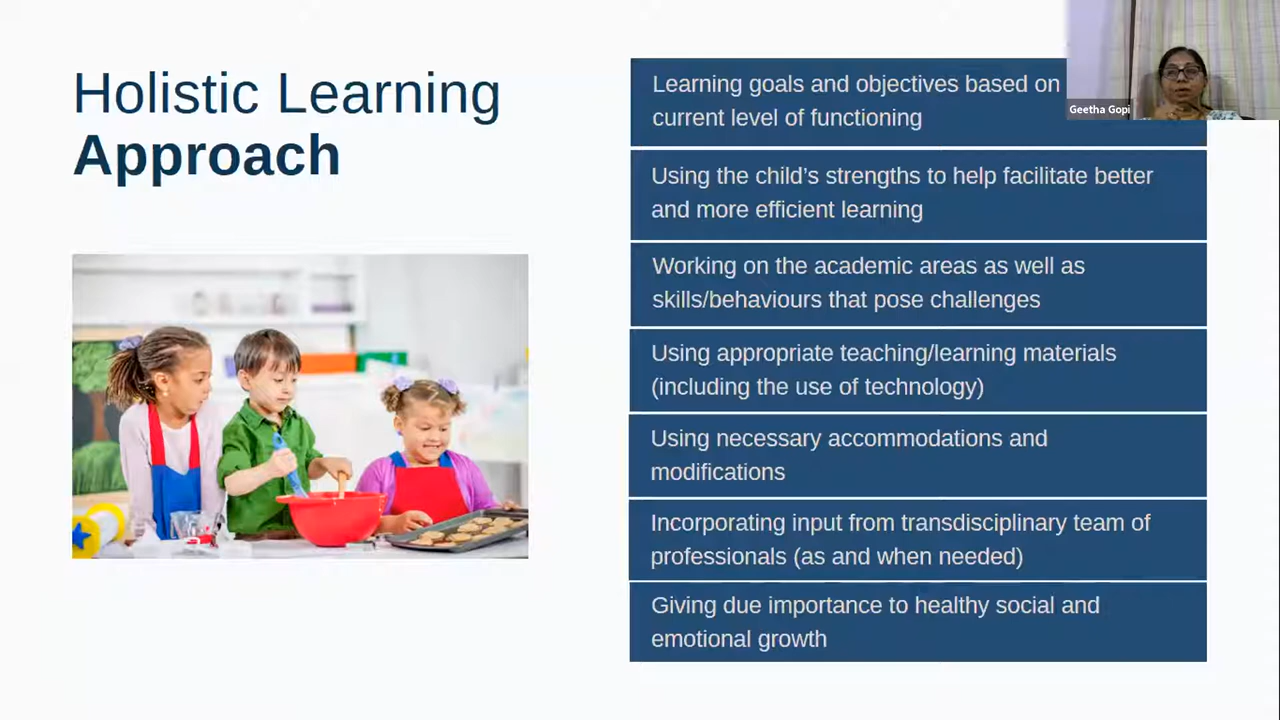 Holistic Learning
Approach
Learning goals and objectives based on
current level of functioning
Using the child’s strengths to help facilitate better
and more efficient learning
Working on the academic areas as well as
skills/behaviours that pose challenges
Using appropriate teaching/learning materials
(including the use of technology)
Using necessary accommodations and
modifications
Incorporating input from transdisciplinary team of
professionals (as and when needed)
Giving due importance to healthy social and
emotional growth
Geetha Gopi